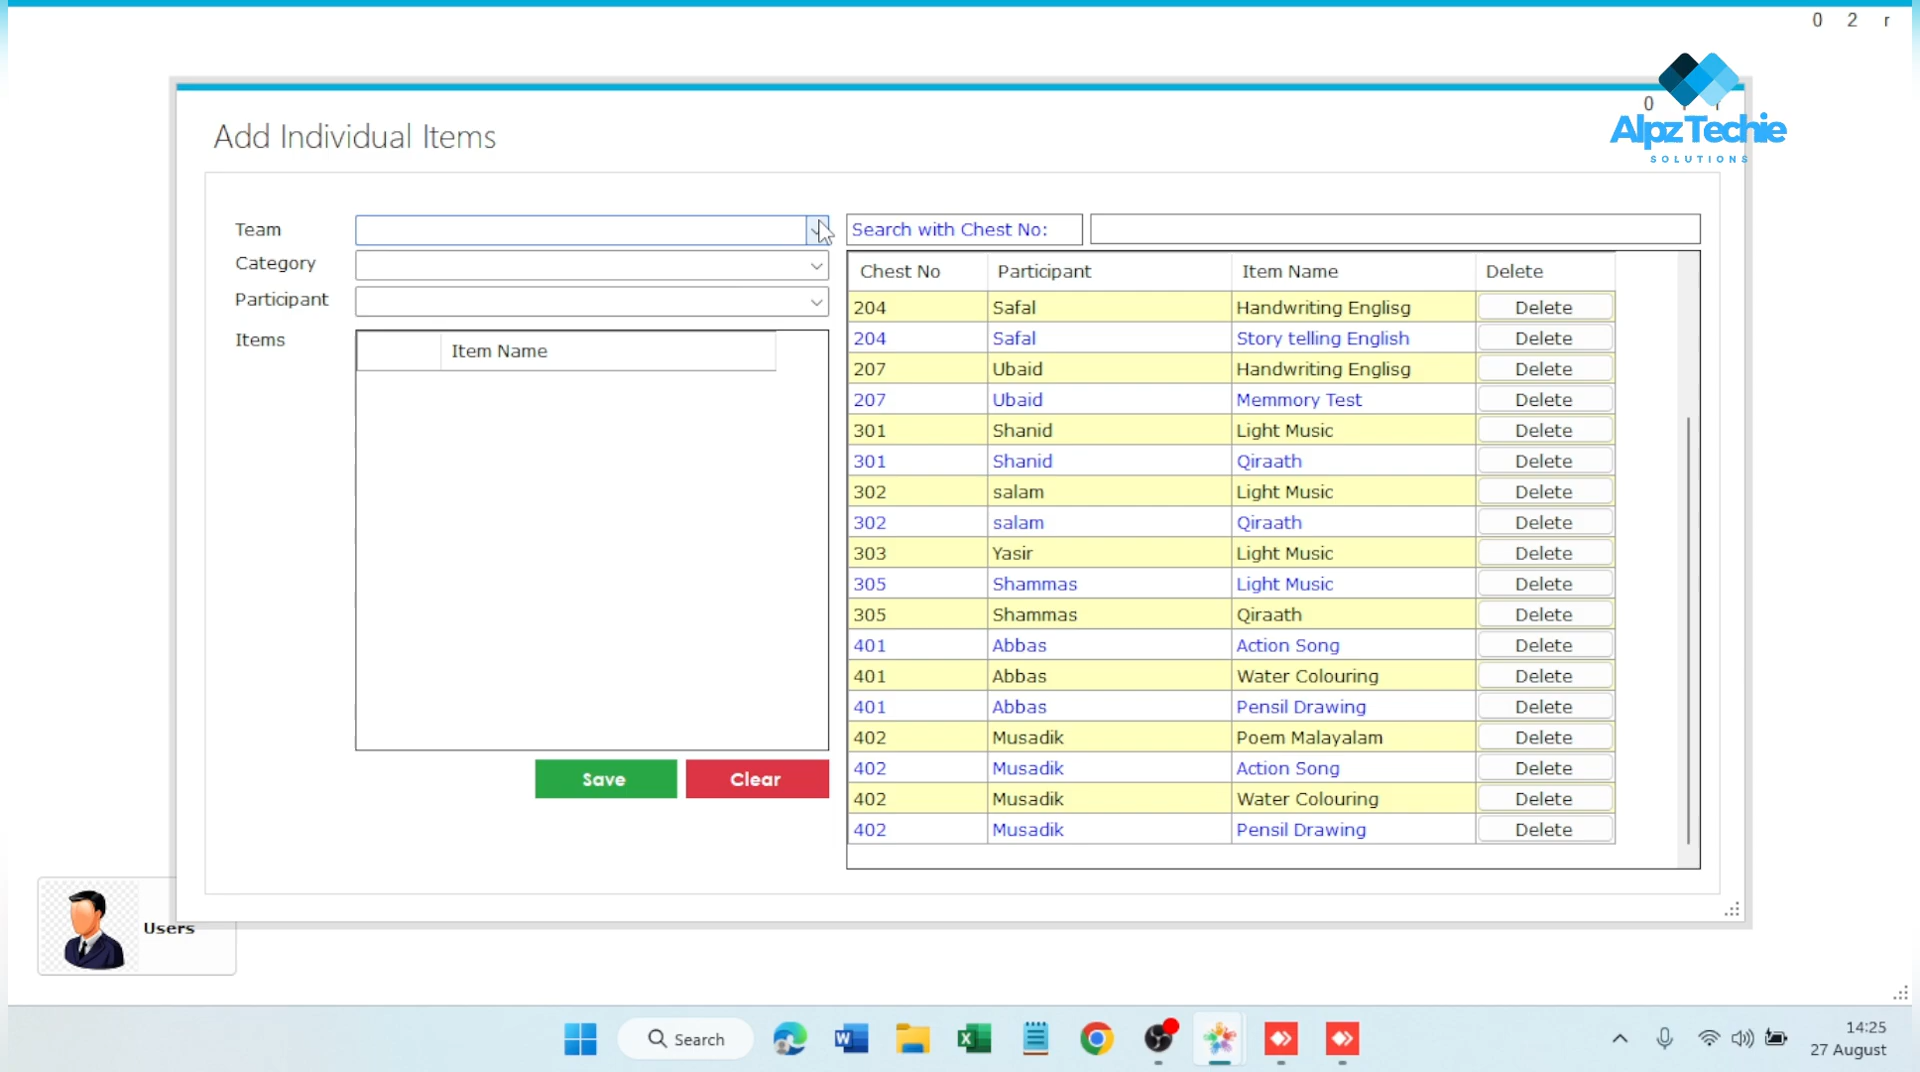 0 2 r
0
Alpz Techie
SOLUTIONS
Add Individual Items
Team
Category
Participant
Items
Item Name
Save
Clear
Search with Chest No:
Chest No Participant Item Name Delete
204 Safal Handwriting Englisg Delete
204 Safal Story telling English Delete
207 Ubaid Handwriting Englisg Delete
207 Ubaid Memmory Test Delete
301 Shanid Light Music Delete
301 Shanid Qiraath Delete
302 salam Light Music Delete
302 salam Qiraath Delete
303 Yasir Light Music Delete
305 Shammas Light Music Delete
305 Shammas Qiraath Delete
401 Abbas Action Song Delete
401 Abbas Water Colouring Delete
401 Abbas Pensil Drawing Delete
402 Musadik Poem Malayalam Delete
402 Musadik Action Song Delete
402 Musadik Water Colouring Delete
402 Musadik Pensil Drawing Delete
Users
Search
14:25
27 August